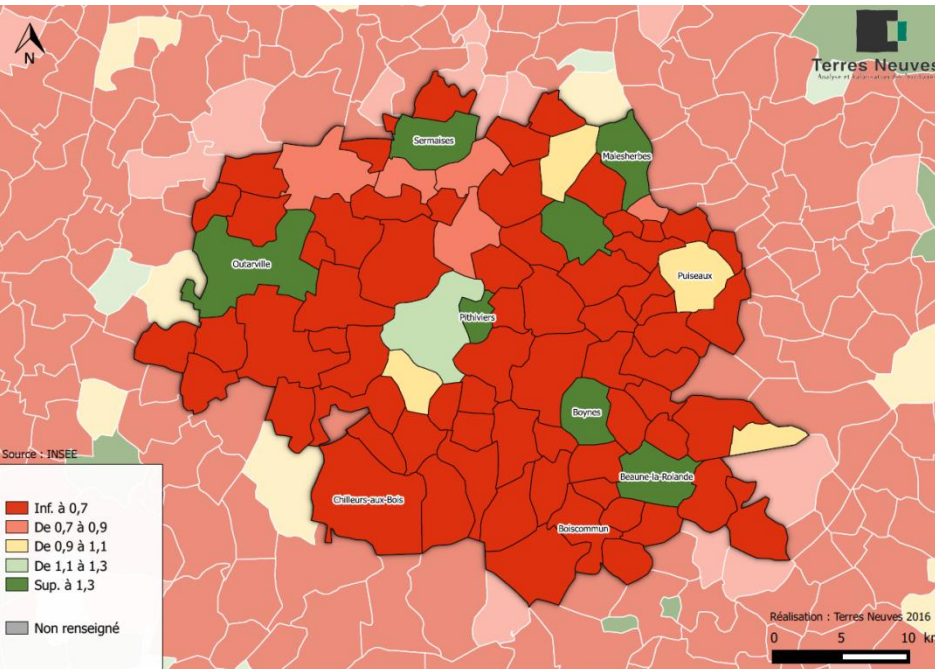 N
Terres Neuves
Sermaises
Malesherbes
Outarville
Puiseaux
Pithiviers
Boynes
Beaune-la-Rolande
Chilleurs-aux-Bois
Boiscommun
Source : INSEE
Inf. à 0,7
De 0,7 à 0,9
De 0,9 à 1,1
De 1,1 à 1,3
Sup. à 1,3
Non renseigné
Réalisation : Terres Neuves 2016
0 5 10 km